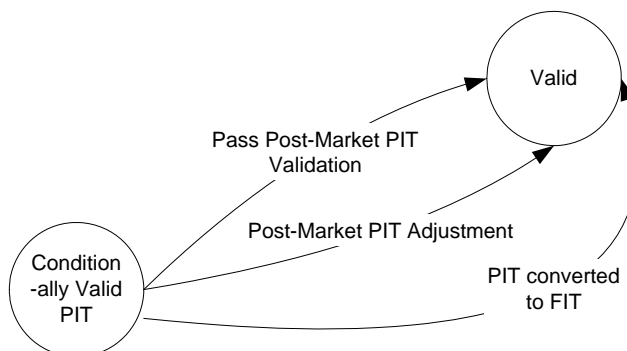 Valid
Pass Post-Market PIT
Validation
Post-Market PIT Adjustment
Condition
-ally Valid
PIT
PIT converted
to FIT